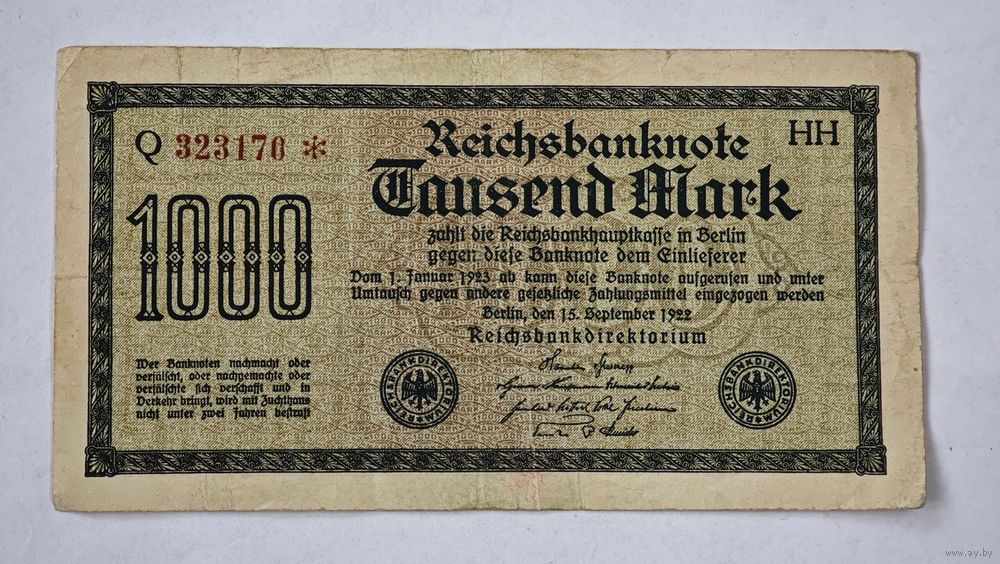 Q 323170 *
HH
Reichsbanknote
Tausend Mark
1000
zahlt die Reichsbankhauptkasse in Berlin
gegen diese Banknote dem Einlieferer
Vom 1. Januar 1923 ab kann diese Banknote aufgerufen und unter
Umtausch gegen andere gesetzliche Zahlungsmittel eingezogen werden
Berlin, den 15. September 1922
Reichsbankdirektorium
Wer Banknoten nachmacht oder
verfälscht, oder nachgemachte oder
verfälschte sich verschafft und in
Verkehr bringt, wird mit Zuchthaus
nicht unter zwei Jahren bestraft
REICHSBANKDIREKTORIUM
REICHSBANKDIREKTORIUM
www.ay.by